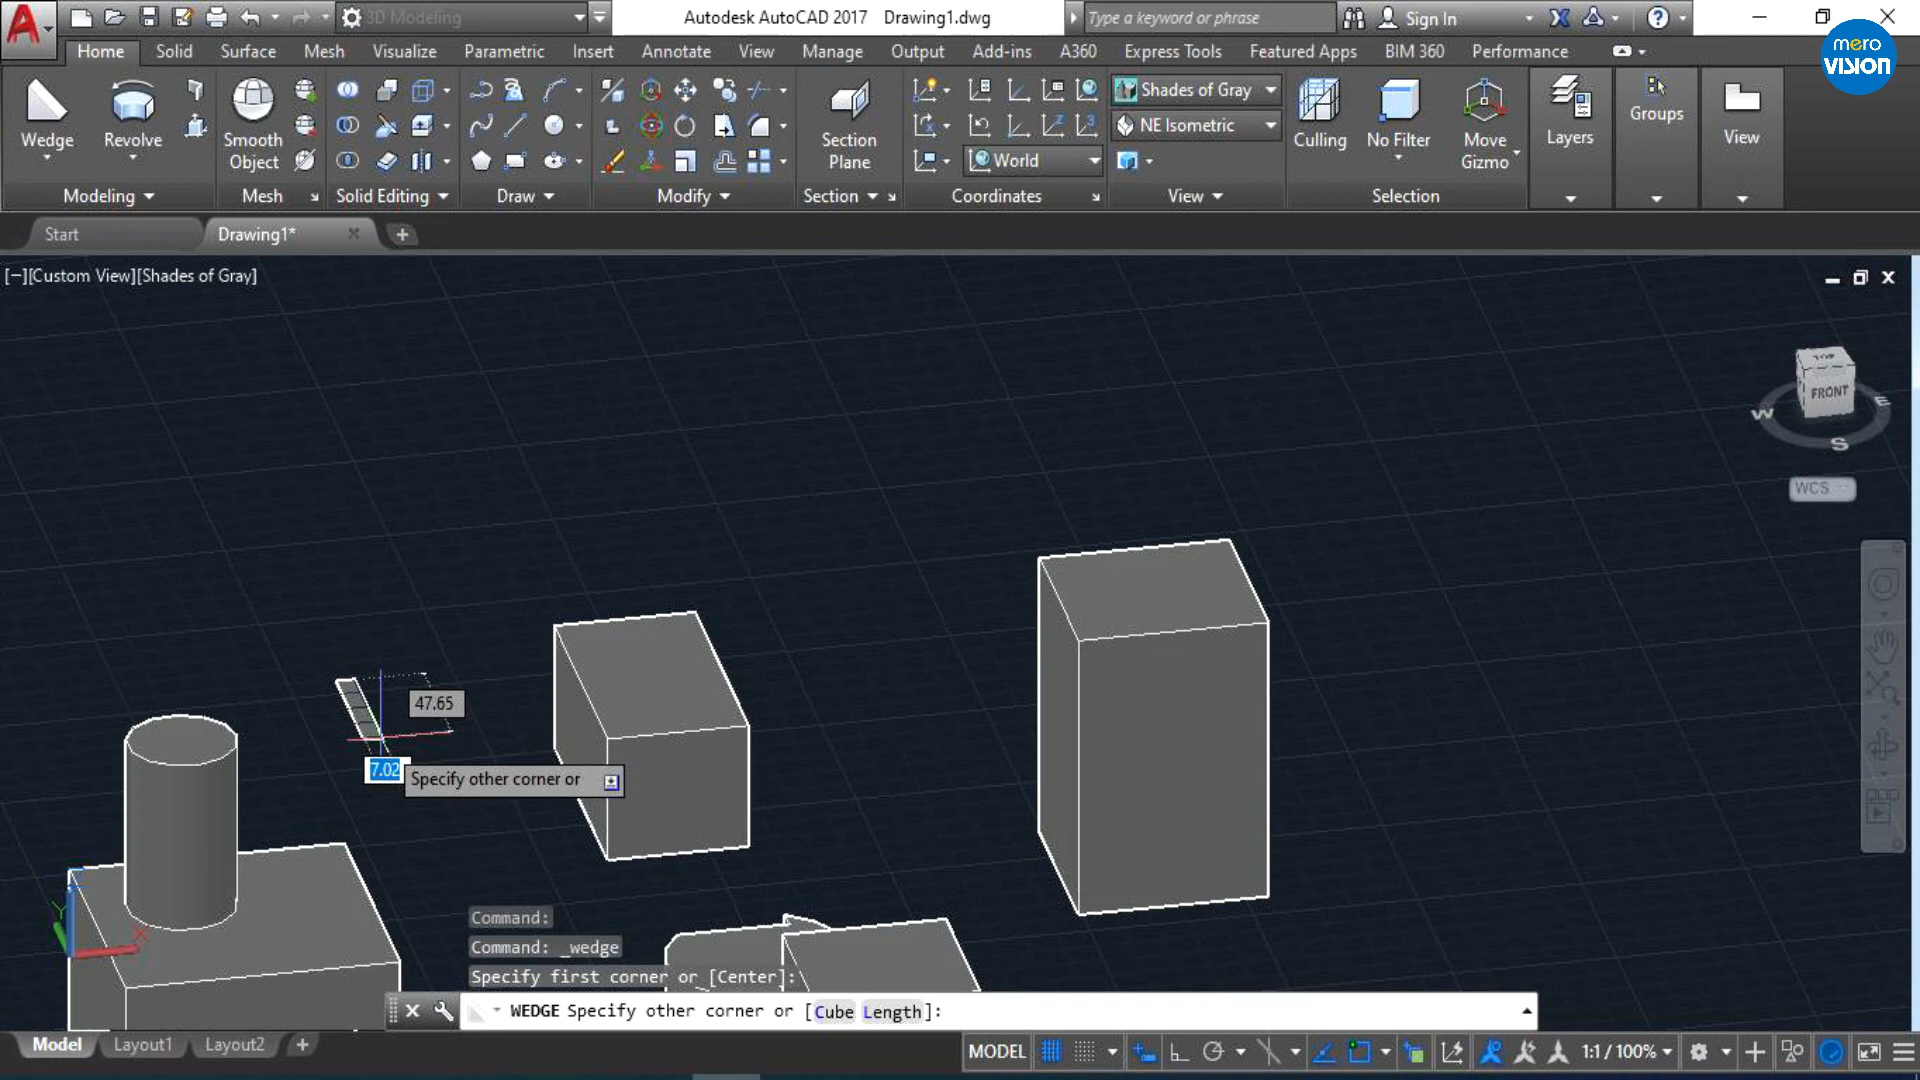 3D Modeling
Autodesk AutoCAD 2017 Drawing1.dwg
Type a keyword or phrase
Sign In
mero
VISION
Home Solid Surface Mesh Visualize Parametric Insert Annotate View Manage Output Add-ins A360 Express Tools Featured Apps BIM 360 Performance
Wedge
Revolve
Smooth
Object
Section
Plane
World
Shades of Gray
NE Isometric
Culling
No Filter
Move
Gizmo
Layers
Groups
View
Modeling Mesh Solid Editing Draw Modify Section Coordinates View Selection
Start Drawing1*
[−][Custom View][Shades of Gray]
TOP
FRONT
W
E
S
WCS
47.65
7.02
Specify other corner or
Y
X
Command:
Command: _wedge
Specify first corner or [Center]:
WEDGE Specify other corner or [Cube Length]:
Model Layout1 Layout2
MODEL
1:1 / 100%